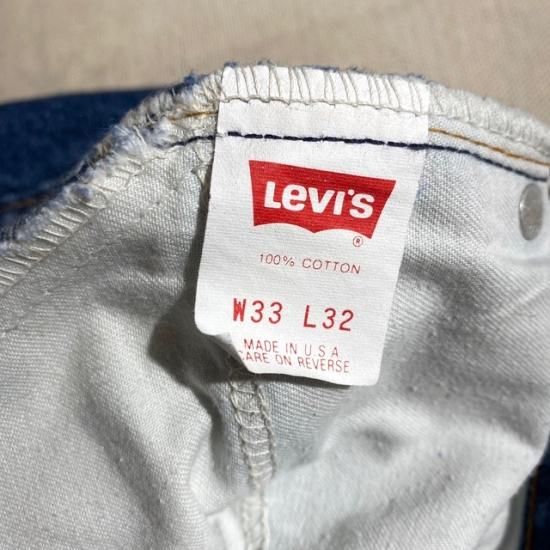 Levi's
®
100% COTTON
W33 L32
MADE IN U.S.A
CARE ON REVERSE